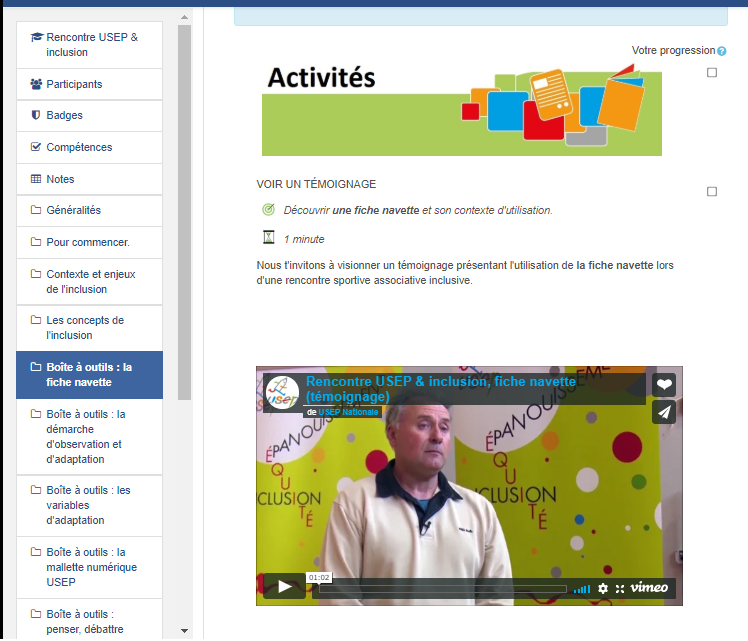 Rencontre USEP &
inclusion
Participants
Badges
Compétences
Notes
Généralités
Pour commencer.
Contexte et enjeux
de l'inclusion
Les concepts de
l'inclusion
Boîte à outils : la
fiche navette
Boîte à outils : la
démarche
d'observation et
d'adaptation
Boîte à outils : les
variables
d'adaptation
Boîte à outils : la
mallette numérique
USEP
Boîte à outils :
penser, débattre
Votre progression
Activités
VOIR UN TÉMOIGNAGE
Découvrir une fiche navette et son contexte d'utilisation.
1 minute
Nous t'invitons à visionner un témoignage présentant l'utilisation de la fiche navette lors
d'une rencontre sportive associative inclusive.
usep
Rencontre USEP & inclusion, fiche navette
(témoignage)
de USEP Nationale
ÉPANOUISSEME
ÉQUITÉ
NCLUSION
ÉPANOUISSEMENT
ÉQUITÉ
NCLUSION
01:02
vimeo